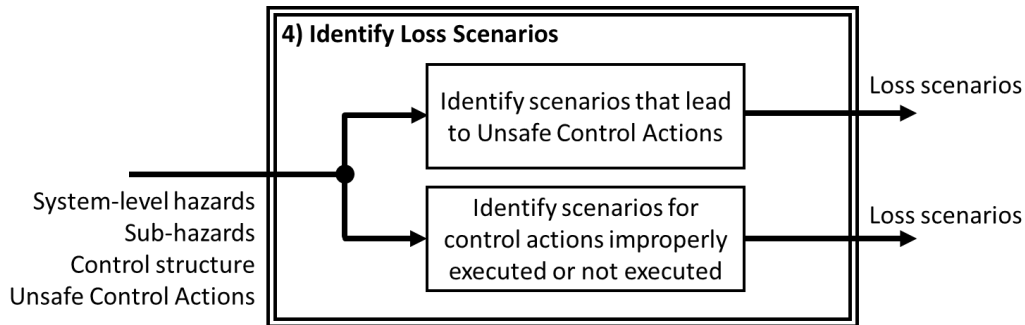 4) Identify Loss Scenarios
Identify scenarios that lead
to Unsafe Control Actions
Loss scenarios
System-level hazards
Sub-hazards
Control structure
Unsafe Control Actions
Identify scenarios for
control actions improperly
executed or not executed
Loss scenarios